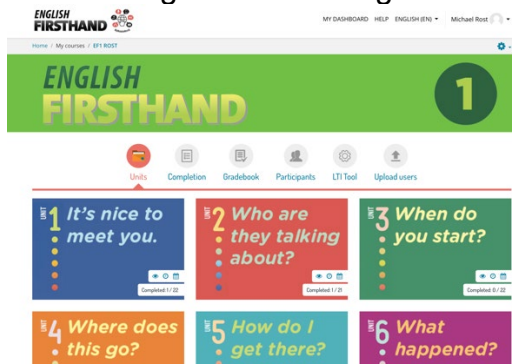 ENGLISH
FIRSTHAND
MY DASHBOARD HELP ENGLISH (EN) Michael Rost
Home / My courses / EF1 ROST
ENGLISH
FIRSTHAND
1
Units Completion Gradebook Participants LTI Tool Upload users
UNIT 1 It's nice to
meet you.
Completed: 1 / 22
UNIT 2 Who are
they talking
about?
Completed: 1 / 21
UNIT 3 When do
you start?
Completed: 0 / 22
UNIT 4 Where does
this go?
UNIT 5 How do I
get there?
UNIT 6 What
happened?